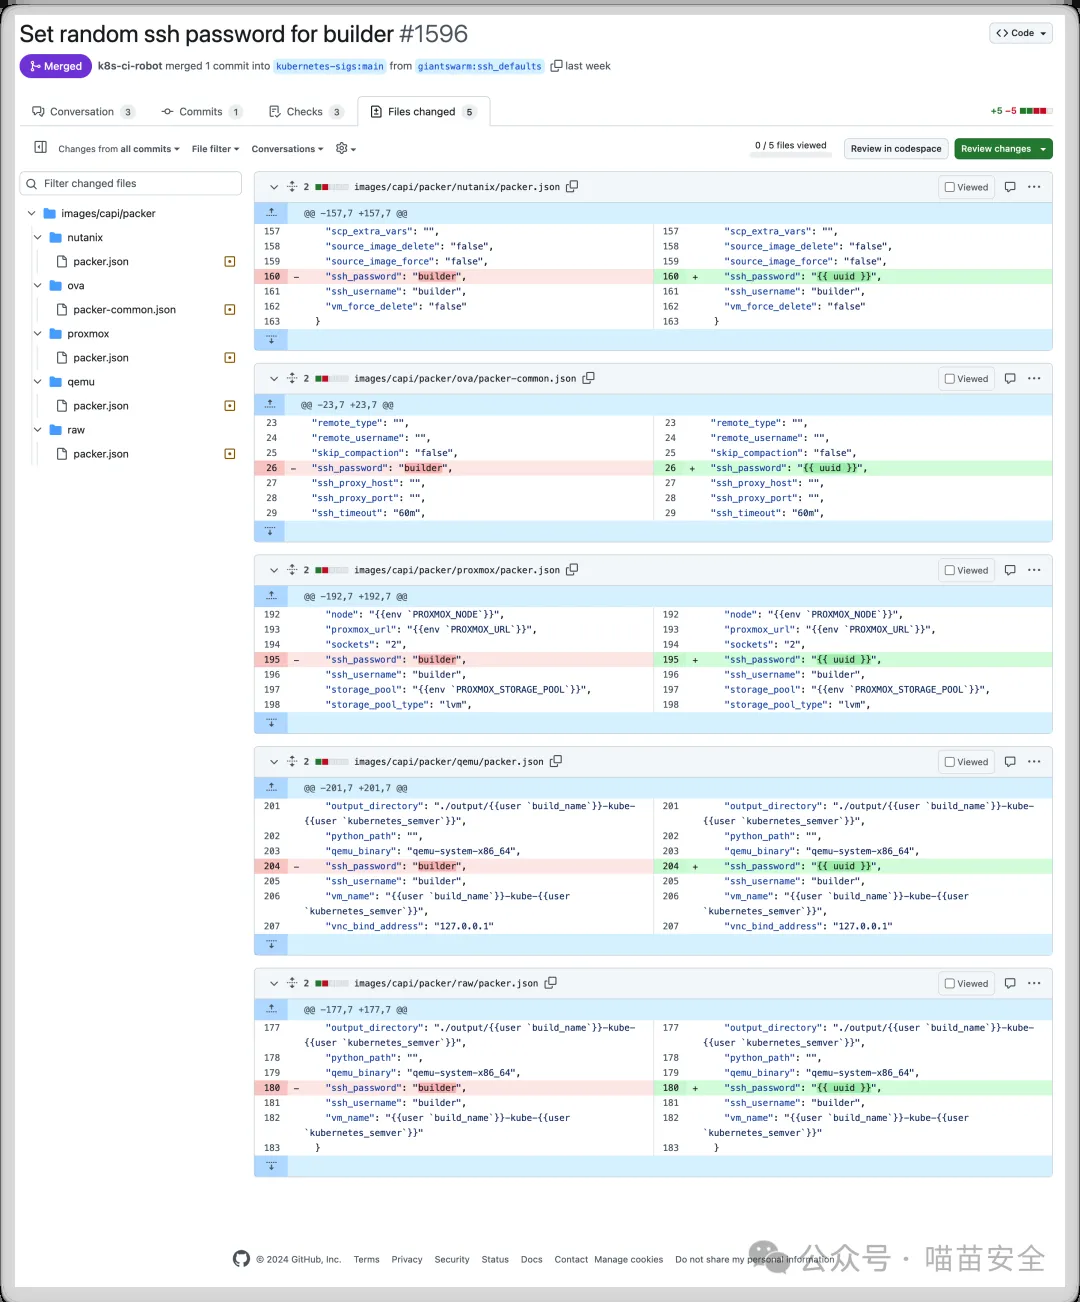 Set random ssh password for builder #1596
Code
Merged k8s-ci-robot merged 1 commit into kubernetes-sigs:main from giantswarm:ssh_defaults last week
Conversation 3 Commits 1 Checks 3 Files changed 5
+5 −5
Changes from all commits File filter Conversations
0 / 5 files viewed Review in codespace Review changes
Filter changed files
images/capi/packer
nutanix
packer.json
ova
packer-common.json
proxmox
packer.json
qemu
packer.json
raw
packer.json
2 images/capi/packer/nutanix/packer.json Viewed
@@ -157,7 +157,7 @@
157 "scp_extra_vars": "", 157 "scp_extra_vars": "",
158 "source_image_delete": "false", 158 "source_image_delete": "false",
159 "source_image_force": "false", 159 "source_image_force": "false",
160 - "ssh_password": "builder", 160 + "ssh_password": "{{ uuid }}",
161 "ssh_username": "builder", 161 "ssh_username": "builder",
162 "vm_force_delete": "false" 162 "vm_force_delete": "false"
163 } 163 }
2 images/capi/packer/ova/packer-common.json Viewed
@@ -23,7 +23,7 @@
23 "remote_type": "", 23 "remote_type": "",
24 "remote_username": "", 24 "remote_username": "",
25 "skip_compaction": "false", 25 "skip_compaction": "false",
26 - "ssh_password": "builder", 26 + "ssh_password": "{{ uuid }}",
27 "ssh_proxy_host": "", 27 "ssh_proxy_host": "",
28 "ssh_proxy_port": "", 28 "ssh_proxy_port": "",
29 "ssh_timeout": "60m", 29 "ssh_timeout": "60m",
2 images/capi/packer/proxmox/packer.json Viewed
@@ -192,7 +192,7 @@
192 "node": "{{env `PROXMOX_NODE`}}", 192 "node": "{{env `PROXMOX_NODE`}}",
193 "proxmox_url": "{{env `PROXMOX_URL`}}", 193 "proxmox_url": "{{env `PROXMOX_URL`}}",
194 "sockets": "2", 194 "sockets": "2",
195 - "ssh_password": "builder", 195 + "ssh_password": "{{ uuid }}",
196 "ssh_username": "builder", 196 "ssh_username": "builder",
197 "storage_pool": "{{env `PROXMOX_STORAGE_POOL`}}", 197 "storage_pool": "{{env `PROXMOX_STORAGE_POOL`}}",
198 "storage_pool_type": "lvm", 198 "storage_pool_type": "lvm",
2 images/capi/packer/qemu/packer.json Viewed
@@ -201,7 +201,7 @@
201 "output_directory": "./output/{{user `build_name`}}-kube- 201 "output_directory": "./output/{{user `build_name`}}-kube-
{{user `kubernetes_semver`}}", {{user `kubernetes_semver`}}",
202 "python_path": "", 202 "python_path": "",
203 "qemu_binary": "qemu-system-x86_64", 203 "qemu_binary": "qemu-system-x86_64",
204 - "ssh_password": "builder", 204 + "ssh_password": "{{ uuid }}",
205 "ssh_username": "builder", 205 "ssh_username": "builder",
206 "vm_name": "{{user `build_name`}}-kube-{{user 206 "vm_name": "{{user `build_name`}}-kube-{{user
`kubernetes_semver`}}", `kubernetes_semver`}}",
207 "vnc_bind_address": "127.0.0.1" 207 "vnc_bind_address": "127.0.0.1"
2 images/capi/packer/raw/packer.json Viewed
@@ -177,7 +177,7 @@
177 "output_directory": "./output/{{user `build_name`}}-kube- 177 "output_directory": "./output/{{user `build_name`}}-kube-
{{user `kubernetes_semver`}}", {{user `kubernetes_semver`}}",
178 "python_path": "", 178 "python_path": "",
179 "qemu_binary": "qemu-system-x86_64", 179 "qemu_binary": "qemu-system-x86_64",
180 - "ssh_password": "builder", 180 + "ssh_password": "{{ uuid }}",
181 "ssh_username": "builder", 181 "ssh_username": "builder",
182 "vm_name": "{{user `build_name`}}-kube-{{user 182 "vm_name": "{{user `build_name`}}-kube-{{user
`kubernetes_semver`}}" `kubernetes_semver`}}"
183 } 183 }
© 2024 GitHub, Inc. Terms Privacy Security Status Docs Contact Manage cookies Do not share my personal information
公众号 · 喵苗安全